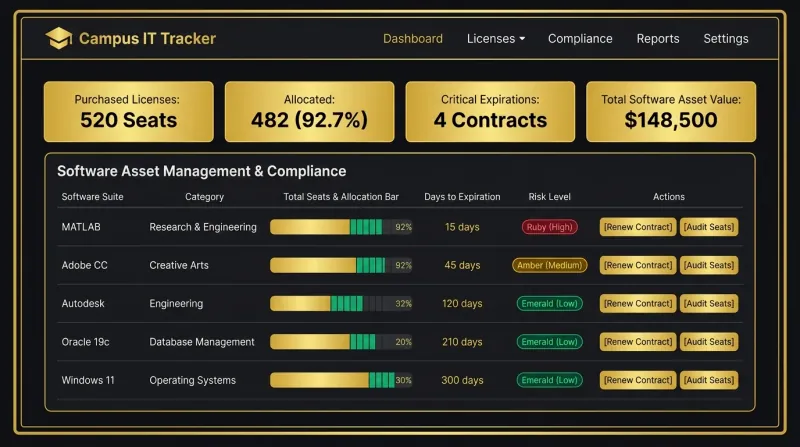 Campus IT Tracker
Dashboard Licenses Compliance Reports Settings
Purchased Licenses:
520 Seats
Allocated:
482 (92.7%)
Critical Expirations:
4 Contracts
Total Software Asset Value:
$148,500
Software Asset Management & Compliance
Software Suite Category Total Seats & Allocation Bar Days to Expiration Risk Level Actions
MATLAB Research & Engineering 92% 15 days Ruby (High) [Renew Contract] [Audit Seats]
Adobe CC Creative Arts 92% 45 days Amber (Medium) [Renew Contract] [Audit Seats]
Autodesk Engineering 32% 120 days Emerald (Low) [Renew Contract] [Audit Seats]
Oracle 19c Database Management 20% 210 days Emerald (Low) [Renew Contract] [Audit Seats]
Windows 11 Operating Systems 30% 300 days Emerald (Low) [Renew Contract] [Audit Seats]